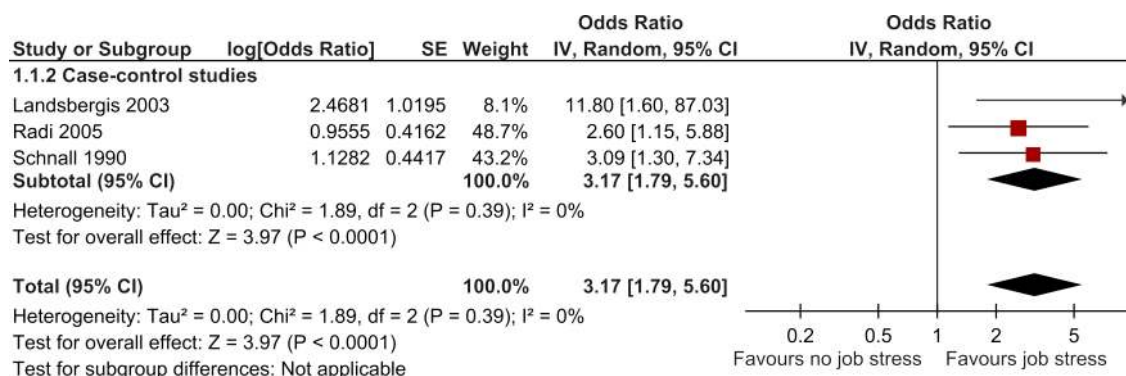 Odds Ratio Odds Ratio
Study or Subgroup log[Odds Ratio] SE Weight IV, Random, 95% CI IV, Random, 95% CI
1.1.2 Case-control studies
Landsbergis 2003 2.4681 1.0195 8.1% 11.80 [1.60, 87.03]
Radi 2005 0.9555 0.4162 48.7% 2.60 [1.15, 5.88]
Schnall 1990 1.1282 0.4417 43.2% 3.09 [1.30, 7.34]
Subtotal (95% CI) 100.0% 3.17 [1.79, 5.60]
Heterogeneity: Tau² = 0.00; Chi² = 1.89, df = 2 (P = 0.39); I² = 0%
Test for overall effect: Z = 3.97 (P < 0.0001)
Total (95% CI) 100.0% 3.17 [1.79, 5.60]
Heterogeneity: Tau² = 0.00; Chi² = 1.89, df = 2 (P = 0.39); I² = 0%
Test for overall effect: Z = 3.97 (P < 0.0001)
Test for subgroup differences: Not applicable
0.2 0.5 1 2 5
Favours no job stress Favours job stress